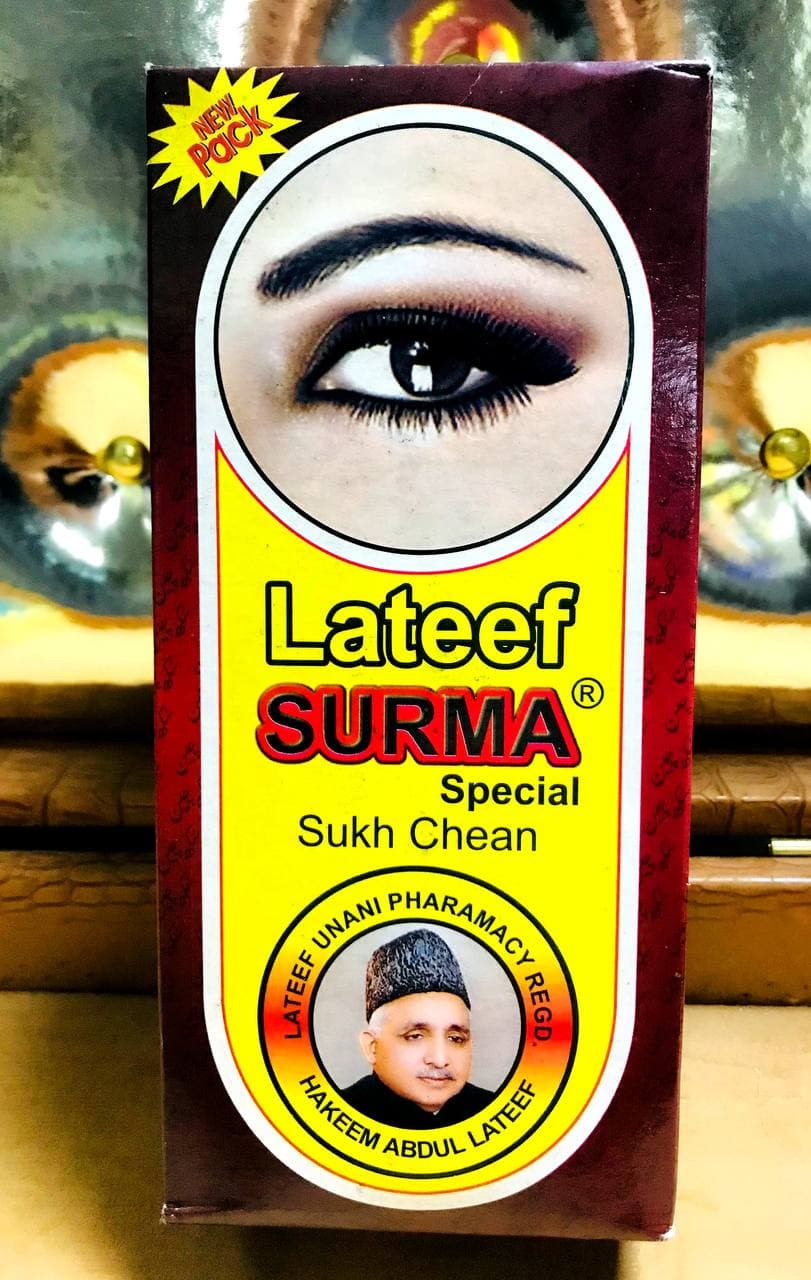 NEW
Pack
Lateef
SURMA®
Special
Sukh Chean
LATEEF UNANI PHARAMACY REGD.
HAKEEM ABDUL LATEEF